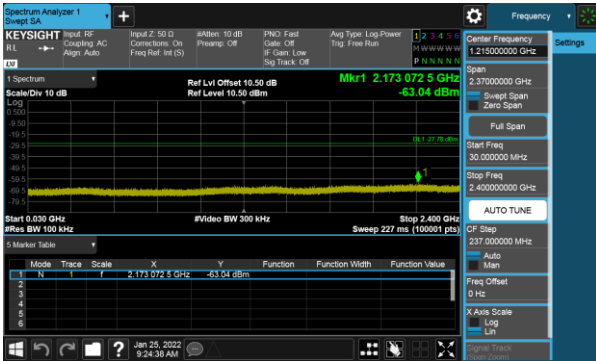 Spectrum Analyzer 1
Swept SA
+
Frequency
KEYSIGHT
RL
Input: RF
Coupling: AC
Align: Auto
Input Z: 50 Ω
Corrections: On
Freq Ref: Int (S)
#Atten: 10 dB
Preamp: Off
PNO: Fast
Gate: Off
IF Gain: Low
Sig Track: Off
Avg Type: Log-Power
Trig: Free Run
1 2 3 4 5 6
M W W W W W
P N N N N N
Center Frequency
1.215000000 GHz
Settings
Span
2.37000000 GHz
Swept Span
Zero Span
Full Span
Start Freq
30.000000 MHz
Stop Freq
2.400000000 GHz
AUTO TUNE
CF Step
237.000000 MHz
Auto
Man
Freq Offset
0 Hz
X Axis Scale
Log
Lin
Signal Track
(Span Zoom)
1 Spectrum
Scale/Div 10 dB
Ref Lvl Offset 10.50 dB
Ref Level 10.50 dBm
Mkr1 2.173 072 5 GHz
-63.04 dBm
Log
0.500
-9.50
-19.5
-29.5
-39.5
-49.5
-59.5
-69.5
-79.5
DL1 -27.78 dBm
1
Start 0.030 GHz
#Res BW 100 kHz
#Video BW 300 kHz
Stop 2.400 GHz
Sweep 227 ms (100001 pts)
5 Marker Table
Mode Trace Scale X Y Function Function Width Function Value
1 N 1 f 2.173 072 5 GHz -63.04 dBm
2
3
4
5
6
?
Jan 25, 2022
9:24:38 AM